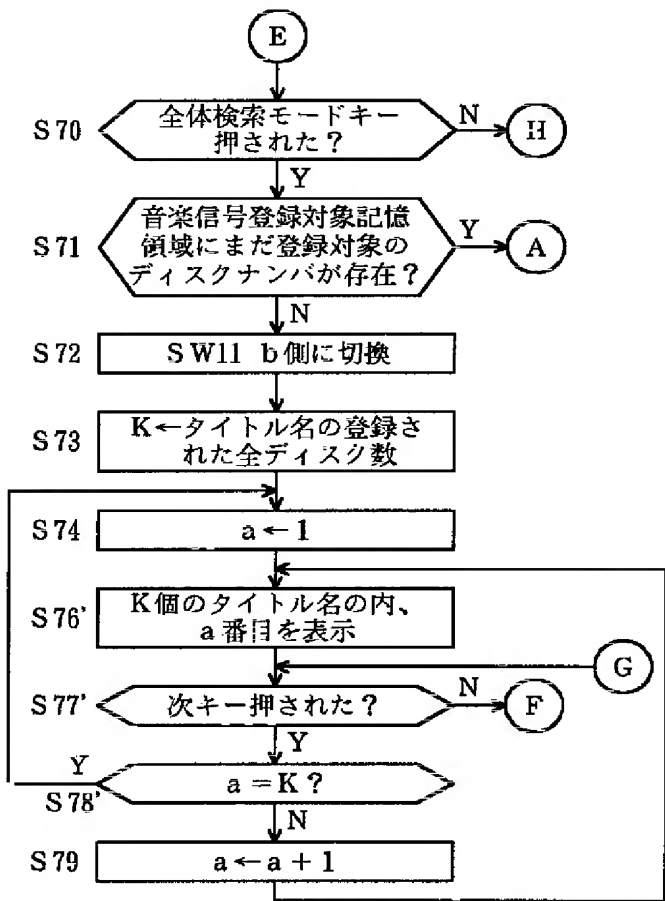 E
S70
全体検索モードキー
押された？
N
H
Y
S71
音楽信号登録対象記憶
領域にまだ登録対象の
ディスクナンバが存在？
Y
A
N
S72
SW11 b側に切換
S73
K←タイトル名の登録さ
れた全ディスク数
S74
a←1
S76'
K個のタイトル名の内、
a番目を表示
G
S77'
次キー押された？
N
F
Y
Y
S78'
a=K？
N
S79
a←a+1